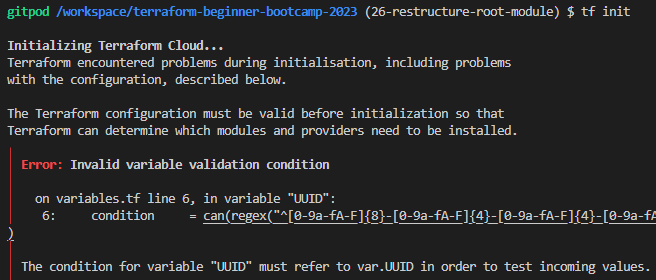 gitpod /workspace/terraform-beginner-bootcamp-2023 (26-restructure-root-module) $ tf init
Initializing Terraform Cloud...
Terraform encountered problems during initialisation, including problems
with the configuration, described below.
The Terraform configuration must be valid before initialization so that
Terraform can determine which modules and providers need to be installed.
Error: Invalid variable validation condition
on variables.tf line 6, in variable "UUID":
6: condition = can(regex("^[0-9a-fA-F]{8}-[0-9a-fA-F]{4}-[0-9a-fA-F]{4}-[0-9a-fA
)
The condition for variable "UUID" must refer to var.UUID in order to test incoming values.